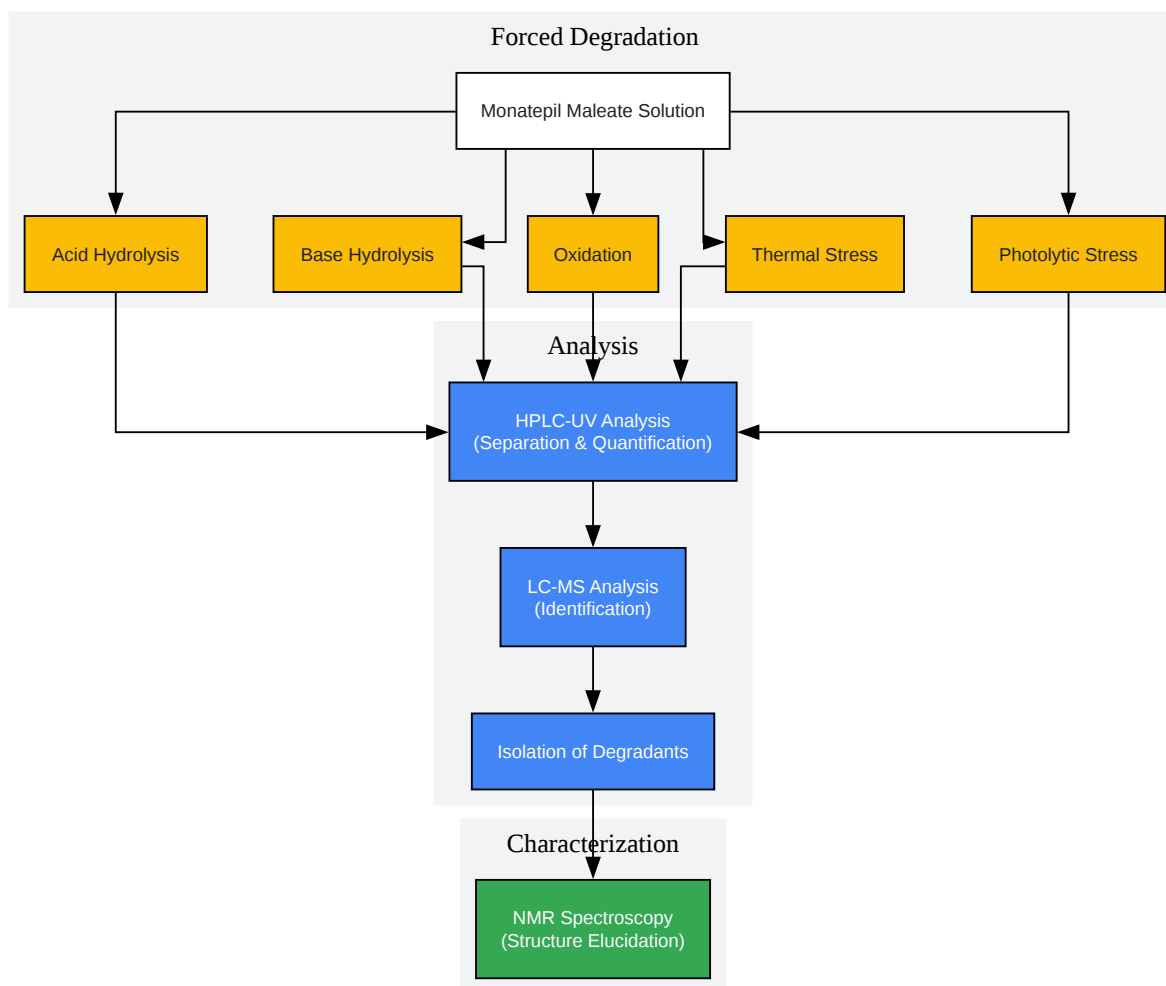 Forced Degradation
Monatepil Maleate Solution
Acid Hydrolysis
Base Hydrolysis
Oxidation
Thermal Stress
Photolytic Stress
Analysis
HPLC-UV Analysis
(Separation & Quantification)
LC-MS Analysis
(Identification)
Isolation of Degradants
Characterization
NMR Spectroscopy
(Structure Elucidation)